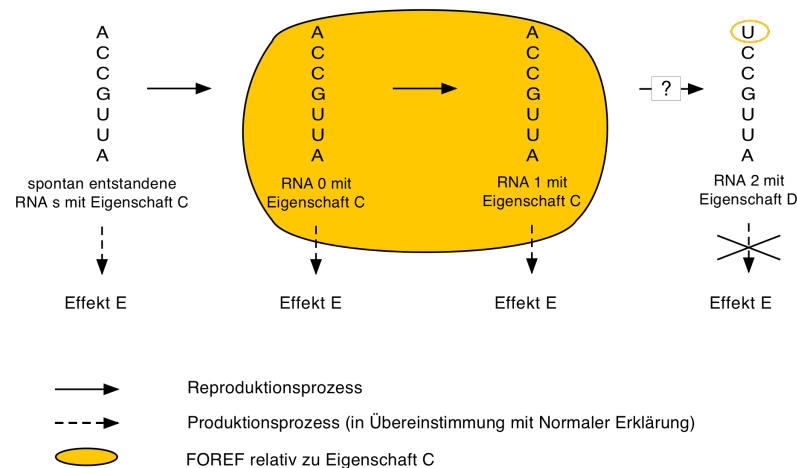 A
C
C
G
U
U
A
spontan entstandene
RNA s mit Eigenschaft C
Effekt E
A
C
C
G
U
U
A
RNA 0 mit
Eigenschaft C
Effekt E
A
C
C
G
U
U
A
RNA 1 mit
Eigenschaft C
Effekt E
?
U
C
C
G
U
U
A
RNA 2 mit
Eigenschaft D
Effekt E
Reproduktionsprozess
Produktionsprozess (in Übereinstimmung mit Normaler Erklärung)
FOREF relativ zu Eigenschaft C